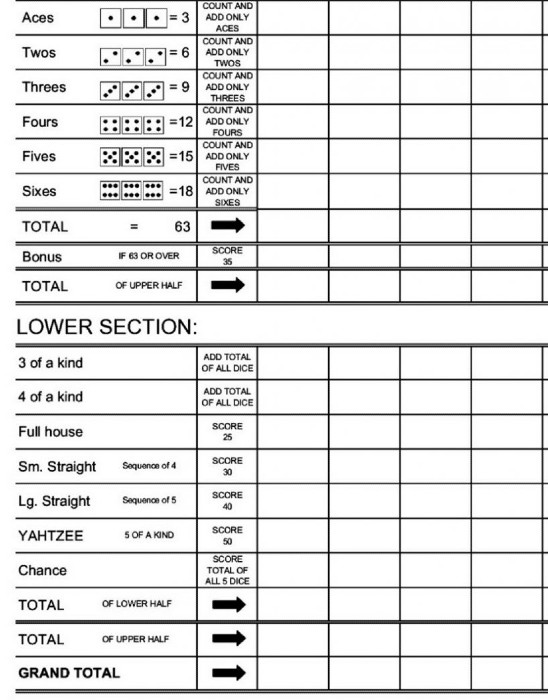 Aces = 3 COUNT AND
ADD ONLY
ACES
Twos = 6 COUNT AND
ADD ONLY
TWOS
Threes = 9 COUNT AND
ADD ONLY
THREES
Fours =12 COUNT AND
ADD ONLY
FOURS
Fives =15 COUNT AND
ADD ONLY
FIVES
Sixes =18 COUNT AND
ADD ONLY
SIXES
TOTAL = 63
Bonus IF 63 OR OVER SCORE
35
TOTAL OF UPPER HALF
LOWER SECTION:
3 of a kind ADD TOTAL
OF ALL DICE
4 of a kind ADD TOTAL
OF ALL DICE
Full house SCORE
25
Sm. Straight Sequence of 4 SCORE
30
Lg. Straight Sequence of 5 SCORE
40
YAHTZEE 5 OF A KIND SCORE
50
Chance SCORE
TOTAL OF
ALL 5 DICE
TOTAL OF LOWER HALF
TOTAL OF UPPER HALF
GRAND TOTAL